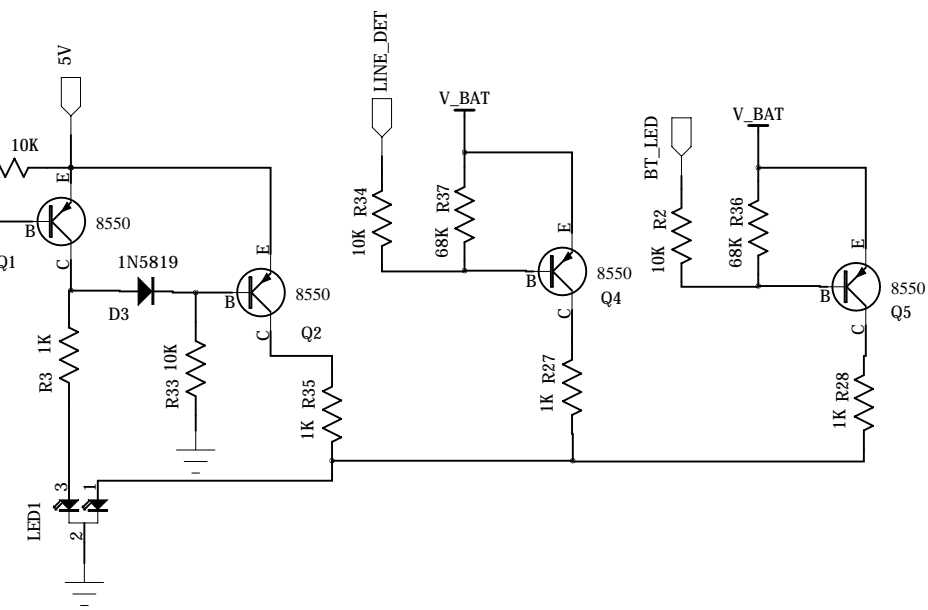 5V
10K
E
B
8550
Q1
C
1N5819
D3
1K
R3
R33 10K
E
B
8550
C
Q2
1K R35
LED1
3
1
2
LINE_DET
10K R34
V_BAT
68K R37
E
B
8550
Q4
C
1K R27
BT_LED
10K R2
V_BAT
68K R36
E
B
8550
Q5
C
1K R28